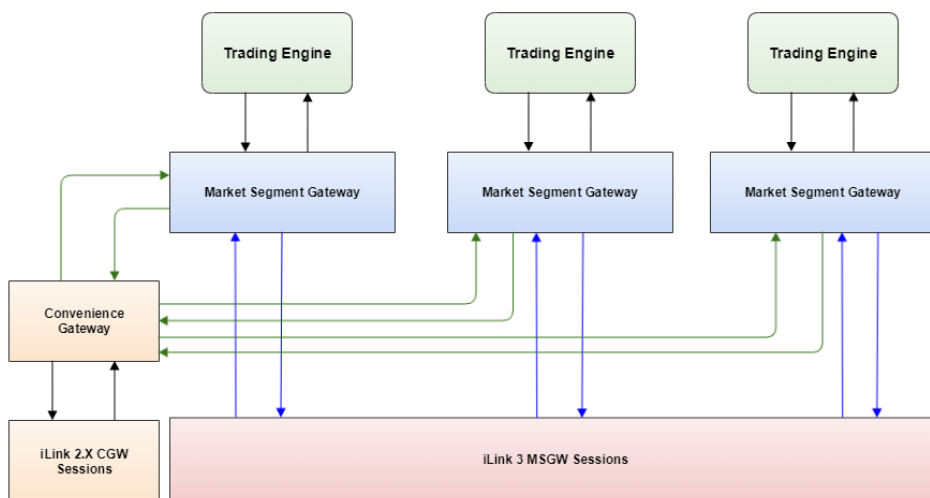 Trading Engine
Trading Engine
Trading Engine
Market Segment Gateway
Market Segment Gateway
Market Segment Gateway
Convenience
Gateway
iLink 2.X CGW
Sessions
iLink 3 MSGW Sessions